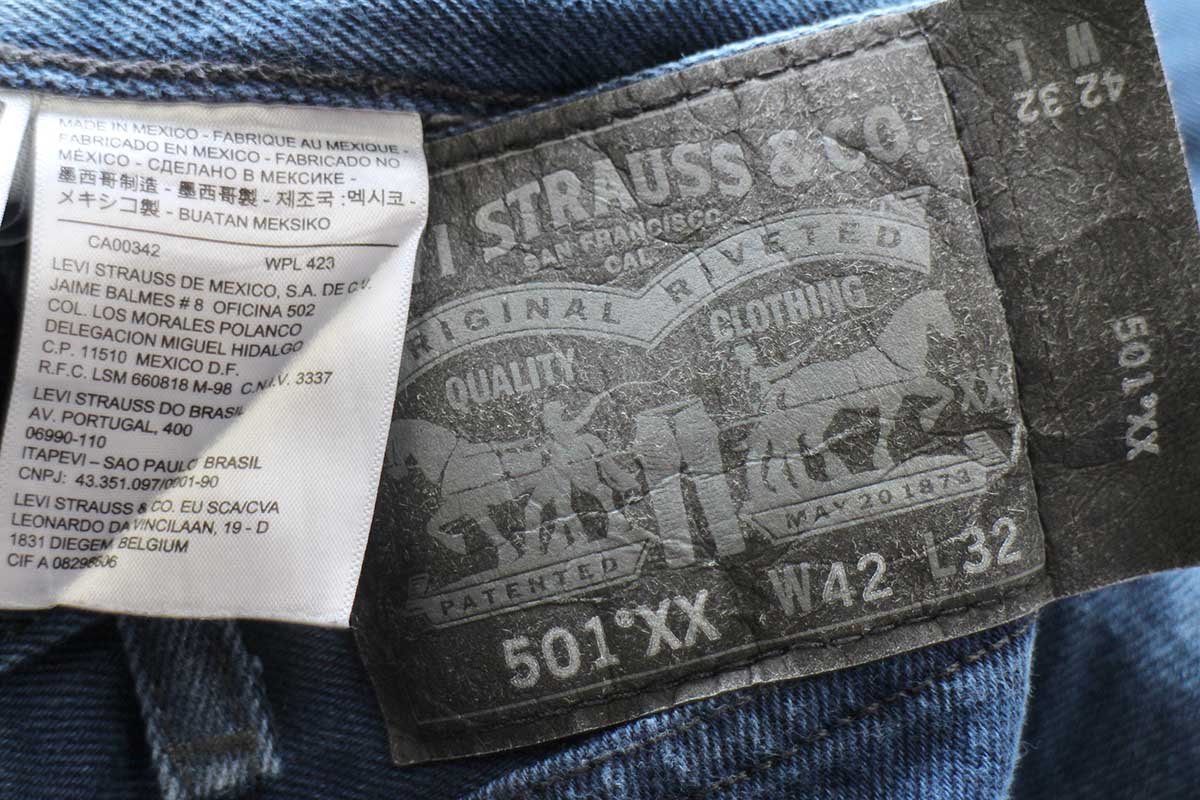 MADE IN MEXICO - FABRIQUE AU MEXIQUE -
FABRICADO EN MEXICO - FABRICADO NO
MÉXICO - СДЕЛАНО В МЕКСИКЕ -
墨西哥制造 - 墨西哥製 - 제조국 :멕시코 -
メキシコ製 - BUATAN MEKSIKO
CA00342 WPL 423
LEVI STRAUSS DE MEXICO, S.A. DE C.V.
JAIME BALMES # 8 OFICINA 502
COL. LOS MORALES POLANCO
DELEGACION MIGUEL HIDALGO
C.P. 11510 MEXICO D.F.
R.F.C. LSM 660818 M-98 C.N.I.V. 3337
LEVI STRAUSS DO BRASIL
AV. PORTUGAL, 400
06990-110
ITAPEVI – SAO PAULO BRASIL
CNPJ: 43.351.097/0001-90
LEVI STRAUSS & CO. EU SCA/CVA
LEONARDO DA VINCILAAN, 19 - D
1831 DIEGEM BELGIUM
CIF A
VI STRAUSS & CO.
SAN FRANCISCO
CAL.
RIGINAL RIVETED
QUALITY CLOTHING
XX
PATENTED MAY 20 1873
501®XX W42 L32
W L
42 32
501®XX